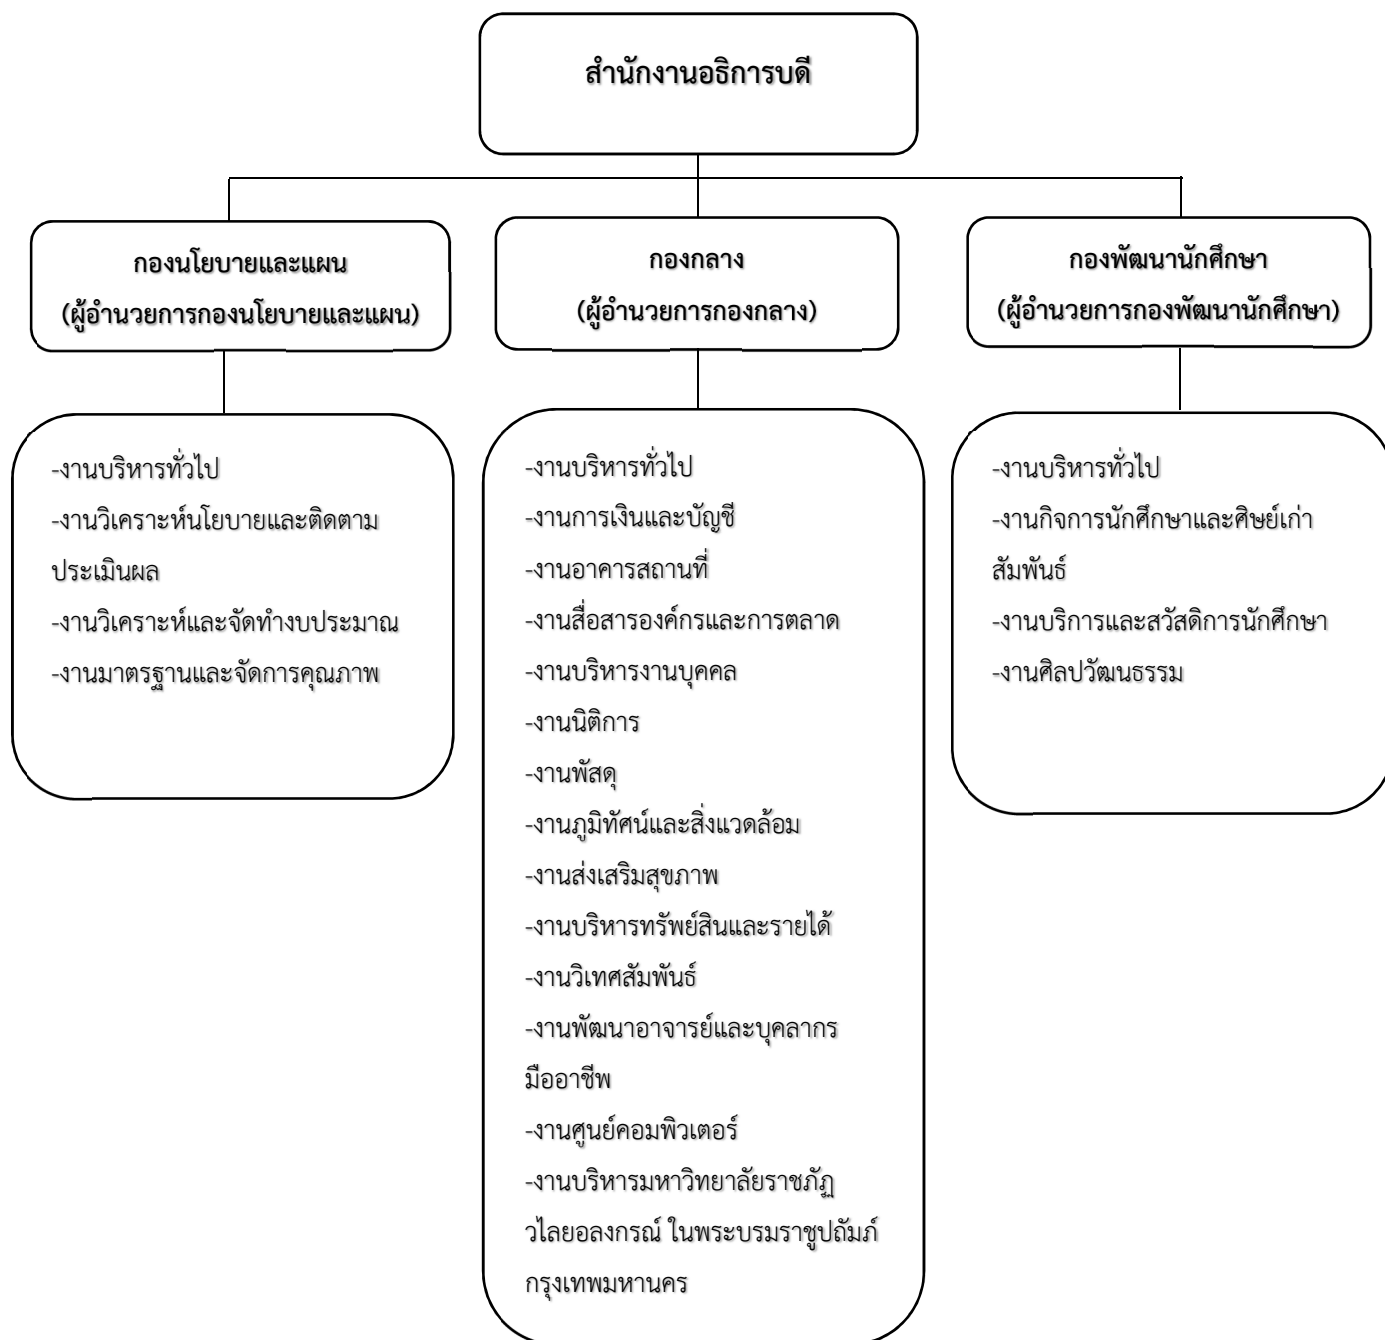 สำนักงานอธิการบดี
กองนโยบายและแผน
(ผู้อำนวยการกองนโยบายและแผน)
กองกลาง
(ผู้อำนวยการกองกลาง)
กองพัฒนานักศึกษา
(ผู้อำนวยการกองพัฒนานักศึกษา)
-งานบริหารทั่วไป
-งานวิเคราะห์นโยบายและติดตาม
ประเมินผล
-งานวิเคราะห์และจัดทำงบประมาณ
-งานมาตรฐานและจัดการคุณภาพ
-งานบริหารทั่วไป
-งานการเงินและบัญชี
-งานอาคารสถานที่
-งานสื่อสารองค์กรและการตลาด
-งานบริหารงานบุคคล
-งานนิติการ
-งานพัสดุ
-งานภูมิทัศน์และสิ่งแวดล้อม
-งานส่งเสริมสุขภาพ
-งานบริหารทรัพย์สินและรายได้
-งานวิเทศสัมพันธ์
-งานพัฒนาอาจารย์และบุคลากร
มืออาชีพ
-งานศูนย์คอมพิวเตอร์
-งานบริหารมหาวิทยาลัยราชภัฏ
วไลยอลงกรณ์ ในพระบรมราชูปถัมภ์
กรุงเทพมหานคร
-งานบริหารทั่วไป
-งานกิจการนักศึกษาและศิษย์เก่า
สัมพันธ์
-งานบริการและสวัสดิการนักศึกษา
-งานศิลปวัฒนธรรม